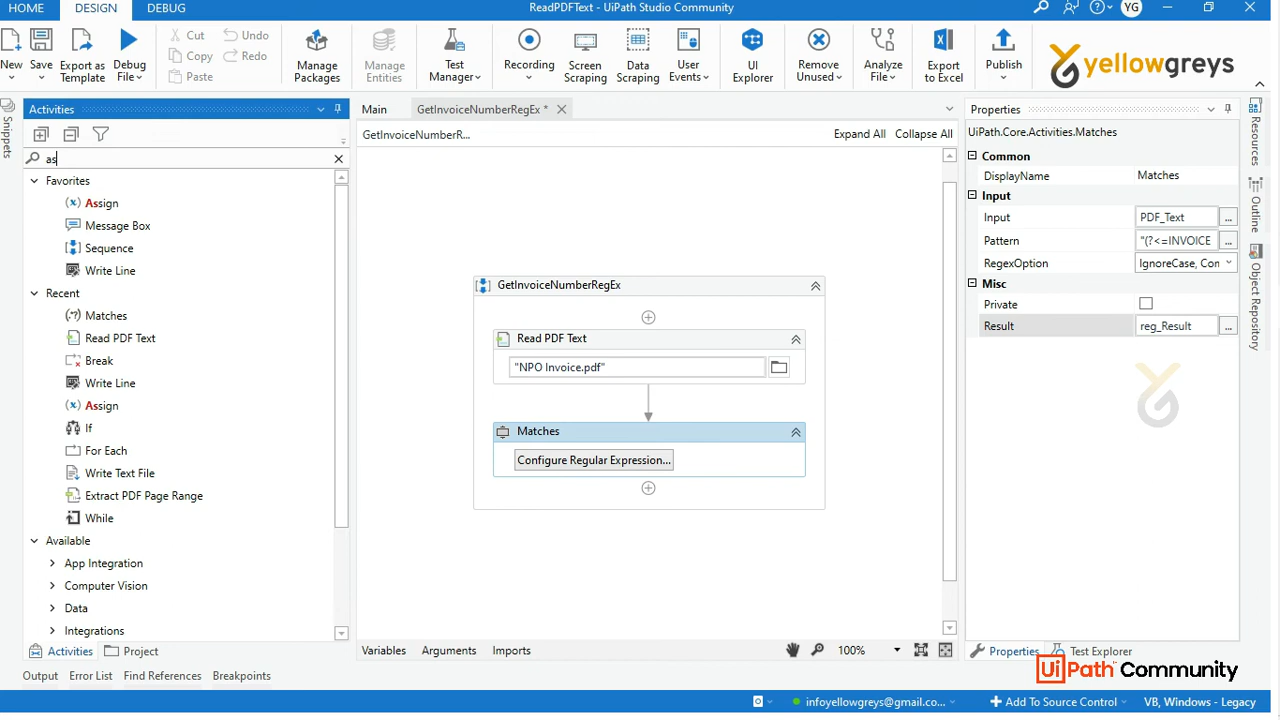 HOME DESIGN DEBUG ReadPDFText - UiPath Studio Community YG
New Save Export as Template Debug File Cut Copy Paste Undo Redo Manage Packages Manage Entities Test Manager Recording Screen Scraping Data Scraping User Events UI Explorer Remove Unused Analyze File Export to Excel Publish yellowgreys
Snippets
Activities
as
Favorites
Assign
Message Box
Sequence
Write Line
Recent
Matches
Read PDF Text
Break
Write Line
Assign
If
For Each
Write Text File
Extract PDF Page Range
While
Available
App Integration
Computer Vision
Data
Integrations
Activities Project
Main GetInvoiceNumberRegEx *
GetInvoiceNumberR... Expand All Collapse All
GetInvoiceNumberRegEx
Read PDF Text
"NPO Invoice.pdf"
Matches
Configure Regular Expression...
Variables Arguments Imports 100%
Properties
UiPath.Core.Activities.Matches
Common
DisplayName Matches
Input
Input PDF_Text ...
Pattern "(?<=INVOICE ...
RegexOption IgnoreCase, Con
Misc
Private
Result reg_Result ...
Properties Test Explorer
Resources
Outline
Object Repository
UiPath Community
Output Error List Find References Breakpoints
infoyellowgreys@gmail.co... Add To Source Control VB, Windows - Legacy